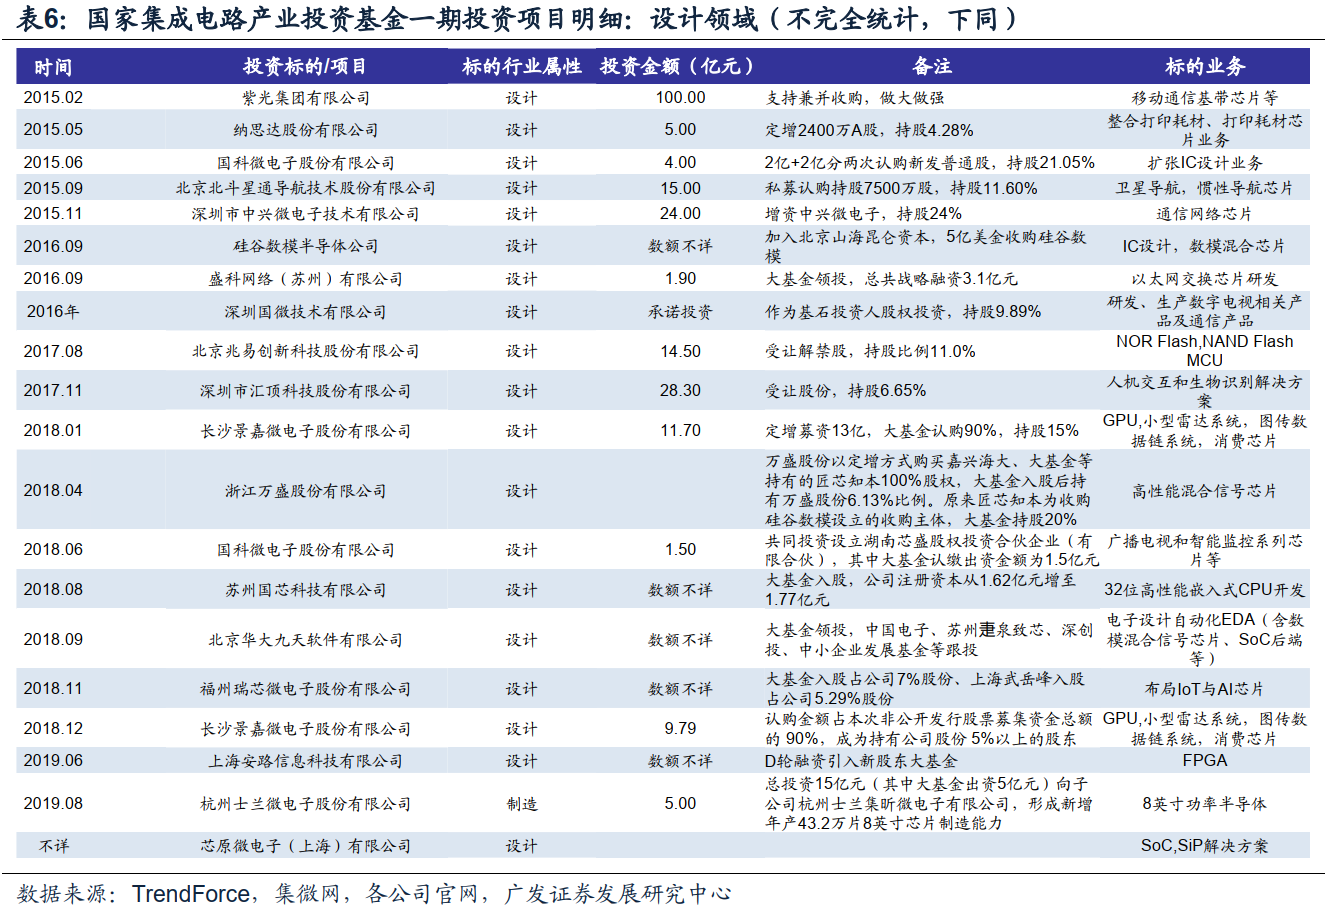 表6：国家集成电路产业投资基金一期投资项目明细：设计领域（不完全统计，下同）
时间 投资标的/项目 标的行业属性 投资金额（亿元） 备注 标的业务
2015.02 紫光集团有限公司 设计 100.00 支持兼并收购，做大做强 移动通信基带芯片等
2015.05 纳思达股份有限公司 设计 5.00 定增2400万A股，持股4.28% 整合打印耗材、打印耗材芯
片业务
2015.06 国科微电子股份有限公司 设计 4.00 2亿+2亿分两次认购新发普通股，持股21.05% 扩张IC设计业务
2015.09 北京北斗星通导航技术股份有限公司 设计 15.00 私募认购持股7500万股，持股11.60% 卫星导航，惯性导航芯片
2015.11 深圳市中兴微电子技术有限公司 设计 24.00 增资中兴微电子，持股24% 通信网络芯片
2016.09 硅谷数模半导体公司 设计 数额不详 加入北京山海昆仑资本，5亿美金收购硅谷数
模 IC设计，数模混合芯片
2016.09 盛科网络（苏州）有限公司 设计 1.90 大基金领投，总共战略融资3.1亿元 以太网交换芯片研发
2016年 深圳国微技术有限公司 设计 承诺投资 作为基石投资人股权投资，持股9.89% 研发、生产数字电视相关产
品及通信产品
2017.08 北京兆易创新科技股份有限公司 设计 14.50 受让解禁股，持股比例11.0% NOR Flash,NAND Flash
MCU
2017.11 深圳市汇顶科技股份有限公司 设计 28.30 受让股份，持股6.65% 人机交互和生物识别解决方
案
2018.01 长沙景嘉微电子股份有限公司 设计 11.70 定增募资13亿，大基金认购90%，持股15% GPU,小型雷达系统，图传数
据链系统，消费芯片
2018.04 浙江万盛股份有限公司 设计 万盛股份以定增方式购买嘉兴海大、大基金等
持有的匠芯知本100%股权，大基金入股后持
有万盛股份6.13%比例。原来匠芯知本为收购
硅谷数模设立的收购主体，大基金持股20% 高性能混合信号芯片
2018.06 国科微电子股份有限公司 设计 1.50 共同投资设立湖南芯盛股权投资合伙企业（有
限合伙），其中大基金认缴出资金额为1.5亿元 广播电视和智能监控系列芯
片等
2018.08 苏州国芯科技有限公司 设计 数额不详 大基金入股，公司注册资本从1.62亿元增至
1.77亿元 32位高性能嵌入式CPU开发
2018.09 北京华大九天软件有限公司 设计 数额不详 大基金领投，中国电子、苏州疌泉致芯、深创
投、中小企业发展基金等跟投 电子设计自动化EDA（含数
模混合信号芯片、SoC后端
等）
2018.11 福州瑞芯微电子股份有限公司 设计 数额不详 大基金入股占公司7%股份、上海武岳峰入股
占公司5.29%股份 布局IoT与AI芯片
2018.12 长沙景嘉微电子股份有限公司 设计 9.79 认购金额占本次非公开发行股票募集资金总额
的 90%，成为持有公司股份 5%以上的股东 GPU,小型雷达系统，图传数
据链系统，消费芯片
2019.06 上海安路信息科技有限公司 设计 数额不详 D轮融资引入新股东大基金 FPGA
2019.08 杭州士兰微电子股份有限公司 制造 5.00 总投资15亿元（其中大基金出资5亿元）向子
公司杭州士兰集昕微电子有限公司，形成新增
年产43.2万片8英寸芯片制造能力 8英寸功率半导体
不详 芯原微电子（上海）有限公司 设计 SoC,SiP解决方案
数据来源：TrendForce，集微网，各公司官网，广发证券发展研究中心